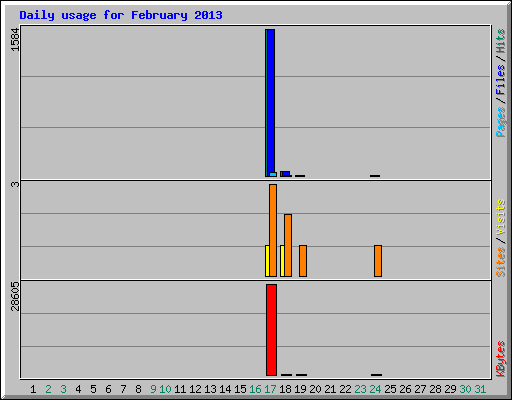 Daily usage for February 2013
1584
3
28605
Pages / Files / Hits
Sites / Visits
KBytes
1 2 3 4 5 6 7 8 9 10 11 12 13 14 15 16 17 18 19 20 21 22 23 24 25 26 27 28 29 30 31